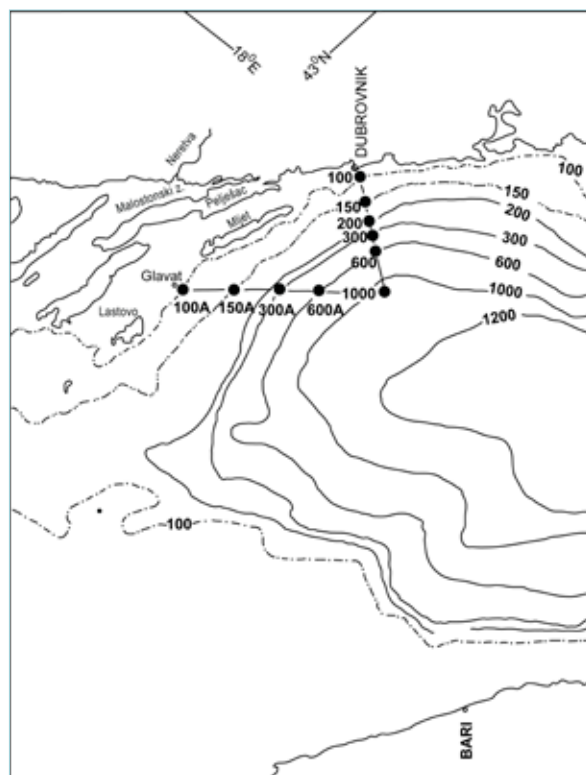 18°E
43°N
DUBROVNIK
Neretva
Malostonski z.
Pelješac
Mljet
Glavat
Lastovo
100
150
200
300
600
1000
100A
150A
300A
600A
100
150
200
300
600
1000
1200
100
BARI